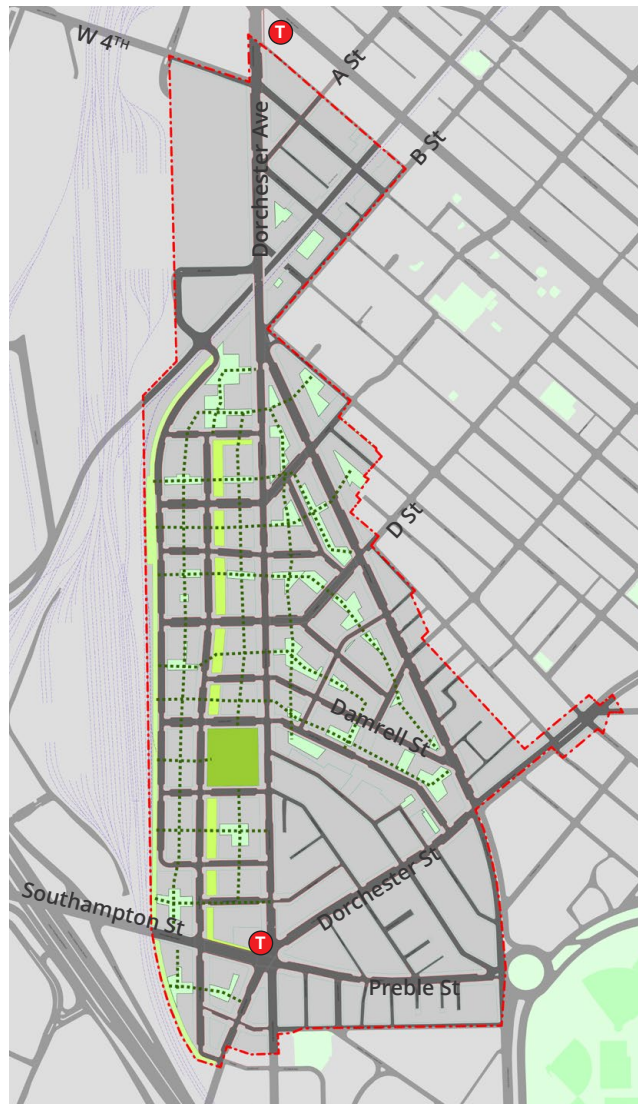 T
W 4TH
A St
B St
Dorchester Ave
D St
Damrell St
Dorchester St
Southampton St
T
Preble St